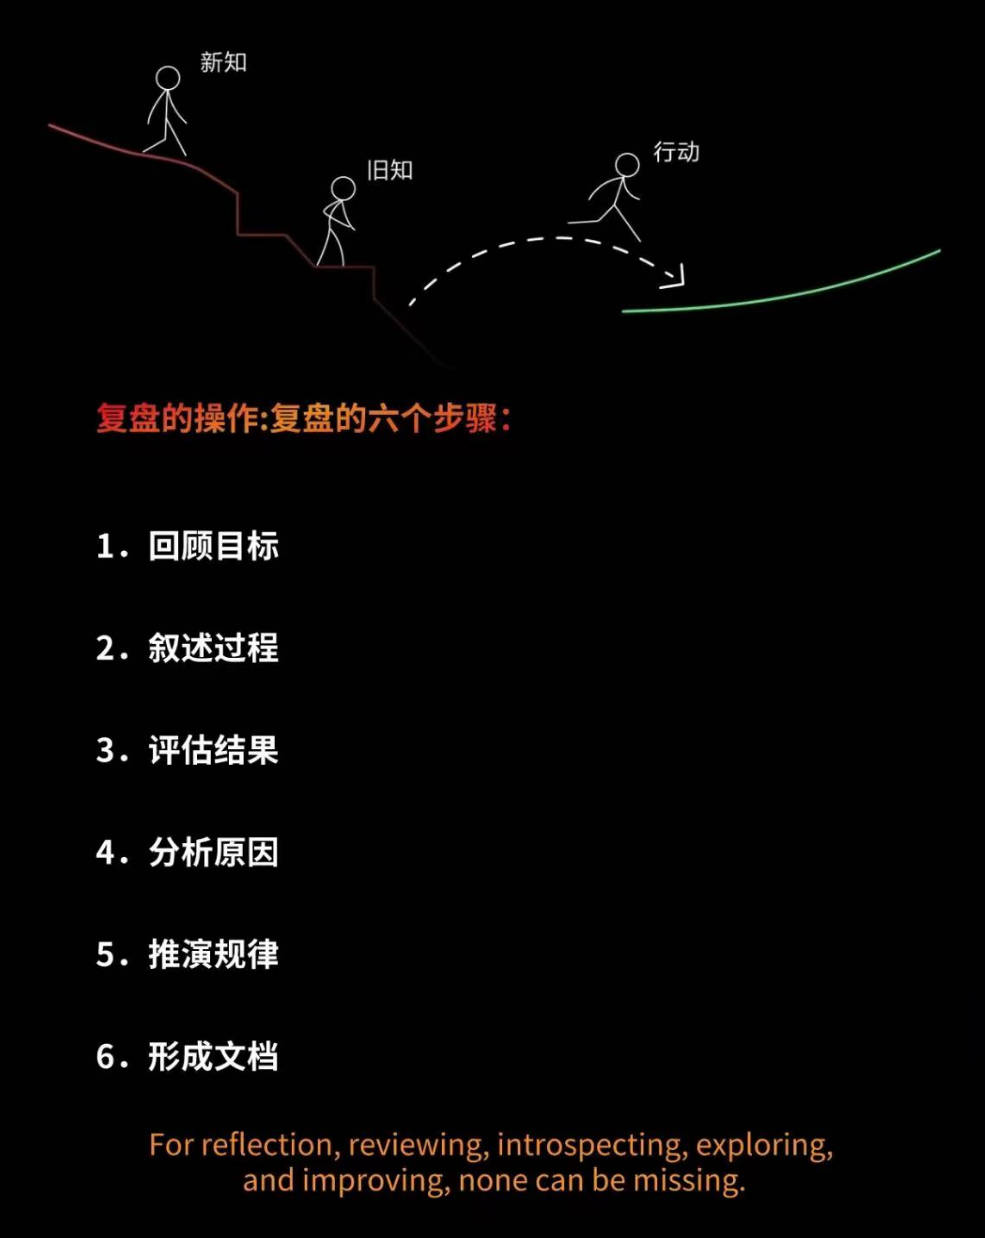 新知
旧知
行动
复盘的操作:复盘的六个步骤：
1. 回顾目标
2. 叙述过程
3. 评估结果
4. 分析原因
5. 推演规律
6. 形成文档
For reflection, reviewing, introspecting, exploring,
and improving, none can be missing.